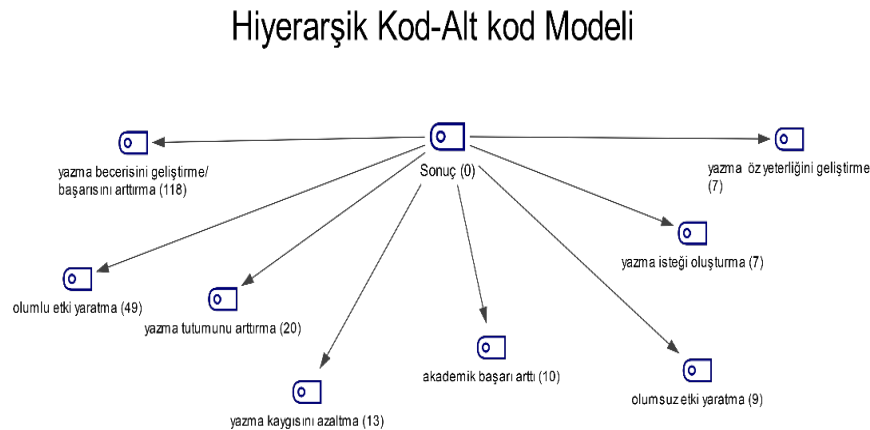 Hiyerarşik Kod-Alt kod Modeli
yazma becerisini geliştirme/
başarısını arttırma (118)
Sonuç (0)
yazma öz yeterliğini geliştirme
(7)
yazma isteği oluşturma (7)
olumlu etki yaratma (49)
yazma tutumunu arttırma (20)
akademik başarı arttı (10)
olumsuz etki yaratma (9)
yazma kaygısını azaltma (13)